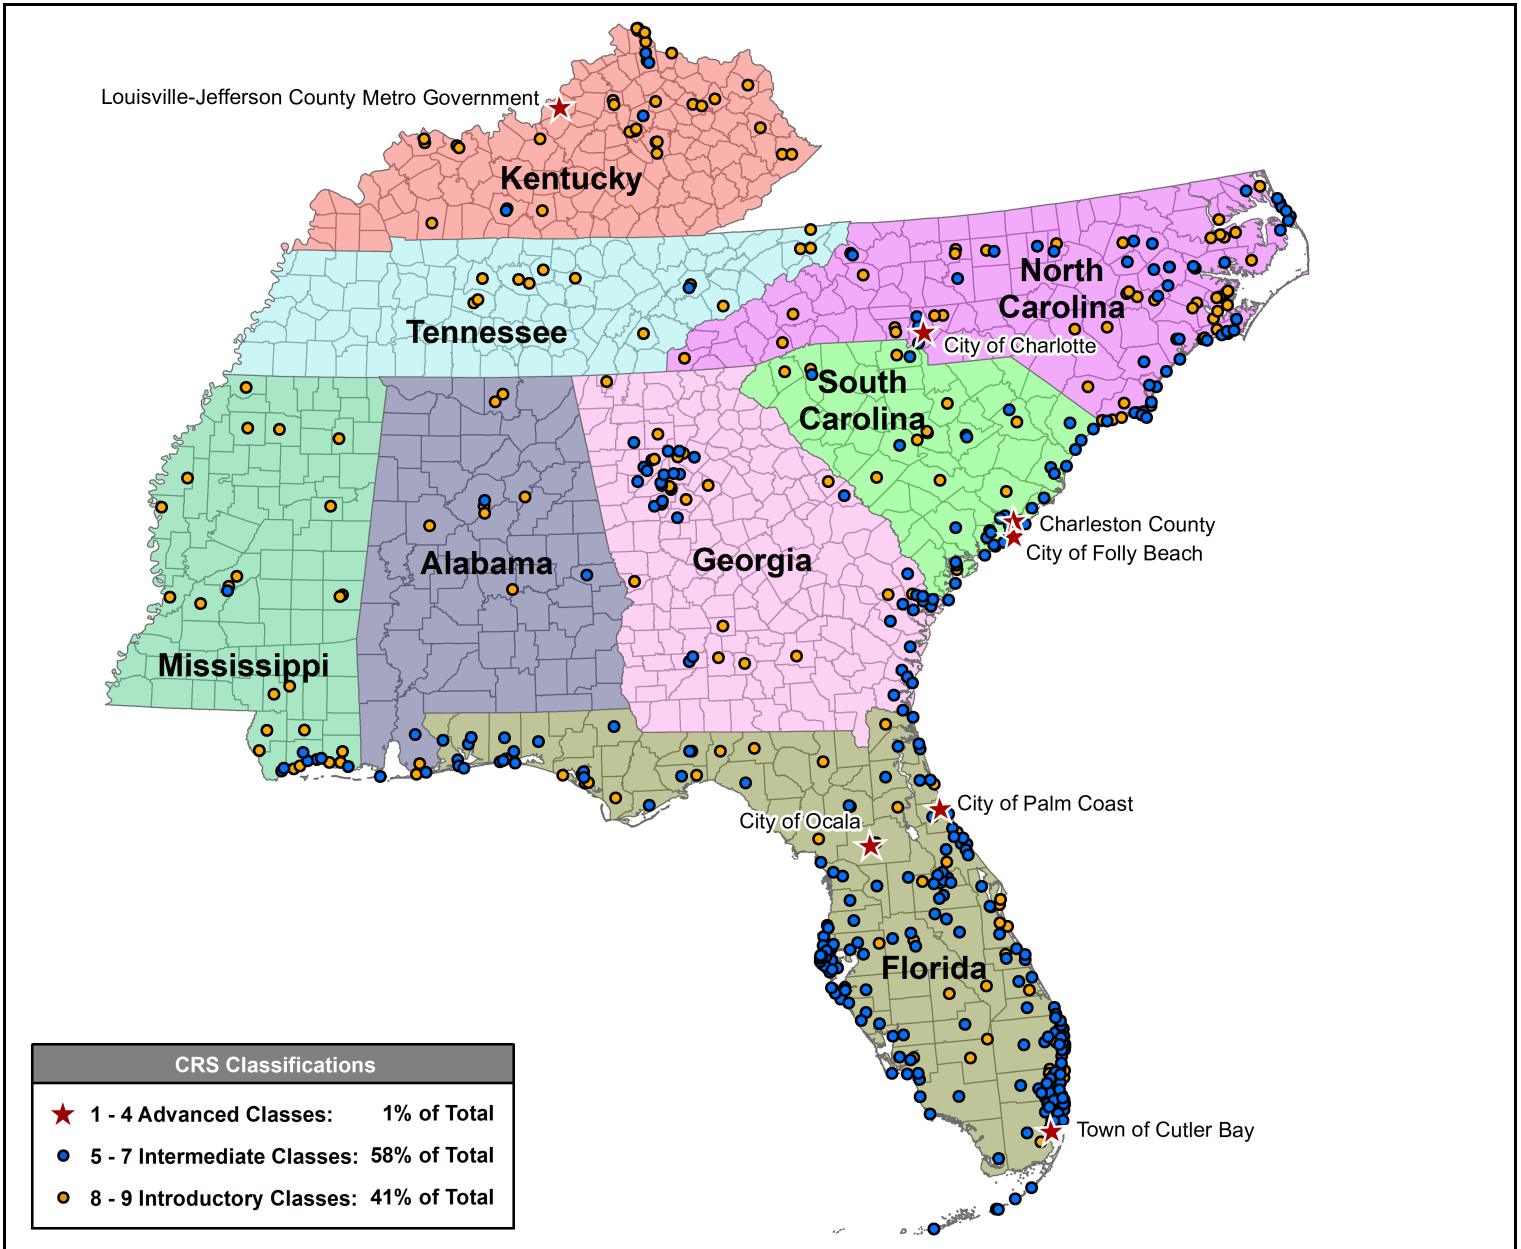 Louisville-Jefferson County Metro Government
Kentucky
North
Carolina
Tennessee
City of Charlotte
South
Carolina
Charleston County
City of Folly Beach
Alabama
Georgia
Mississippi
City of Palm Coast
City of Ocala
Florida
Town of Cutler Bay
CRS Classifications
1 - 4 Advanced Classes: 1% of Total
5 - 7 Intermediate Classes: 58% of Total
8 - 9 Introductory Classes: 41% of Total